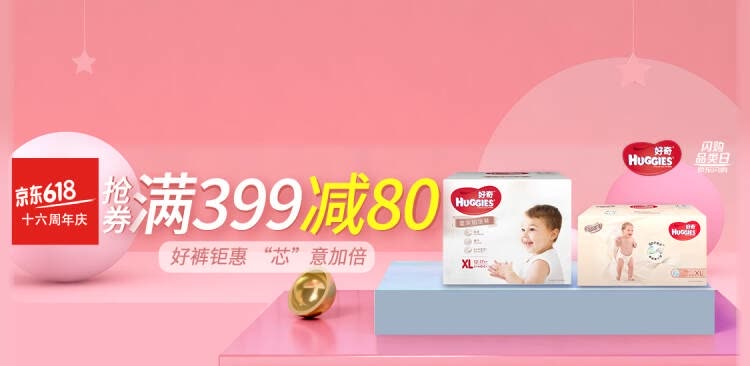 京东618
十六周年庆
抢券
满399减80
好裤钜惠 “芯”意加倍
好奇
HUGGIES
XL
好奇
HUGGIES
XL
好奇
HUGGIES
闪购
品类日